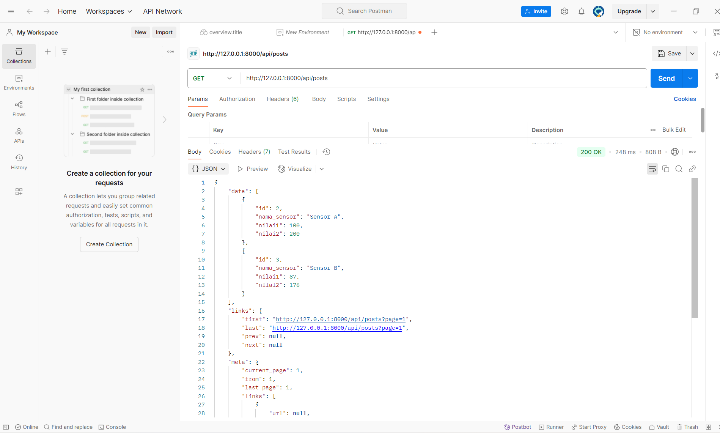 Home Workspaces API Network
Search Postman
Invite
Upgrade
My Workspace
New Import
overview title
New Environment
GET http://127.0.0.1:8000/ap
No environment
Collections
Environments
Flows
APIs
History
My first collection
First folder inside collection
Second folder inside collection
Create a collection for your
requests
A collection lets you group related
requests and easily set common
authorization, tests, scripts, and
variables for all requests in it.
Create Collection
http://127.0.0.1:8000/api/posts
Save
GET http://127.0.0.1:8000/api/posts
Send
Params Authorization Headers (6) Body Scripts Settings Cookies
Query Params
Key Value Description Bulk Edit
Body Cookies Headers (7) Test Results
200 OK 248 ms 808 B
{} JSON Preview Visualize
1 {
2 "data": [
3 {
4 "id": 2,
5 "nama_sensor": "Sensor A",
6 "nilai1": 100,
7 "nilai2": 200
8 },
9 {
10 "id": 3,
11 "nama_sensor": "Sensor B",
12 "nilai1": 87,
13 "nilai2": 176
14 }
15 ],
16 "links": {
17 "first": "http://127.0.0.1:8000/api/posts?page=1",
18 "last": "http://127.0.0.1:8000/api/posts?page=1",
19 "prev": null,
20 "next": null
21 },
22 "meta": {
23 "current_page": 1,
24 "from": 1,
25 "last_page": 1,
26 "links": [
27 {
28 "url": null,
Online Find and replace Console
Postbot Runner Start Proxy Cookies Vault Trash